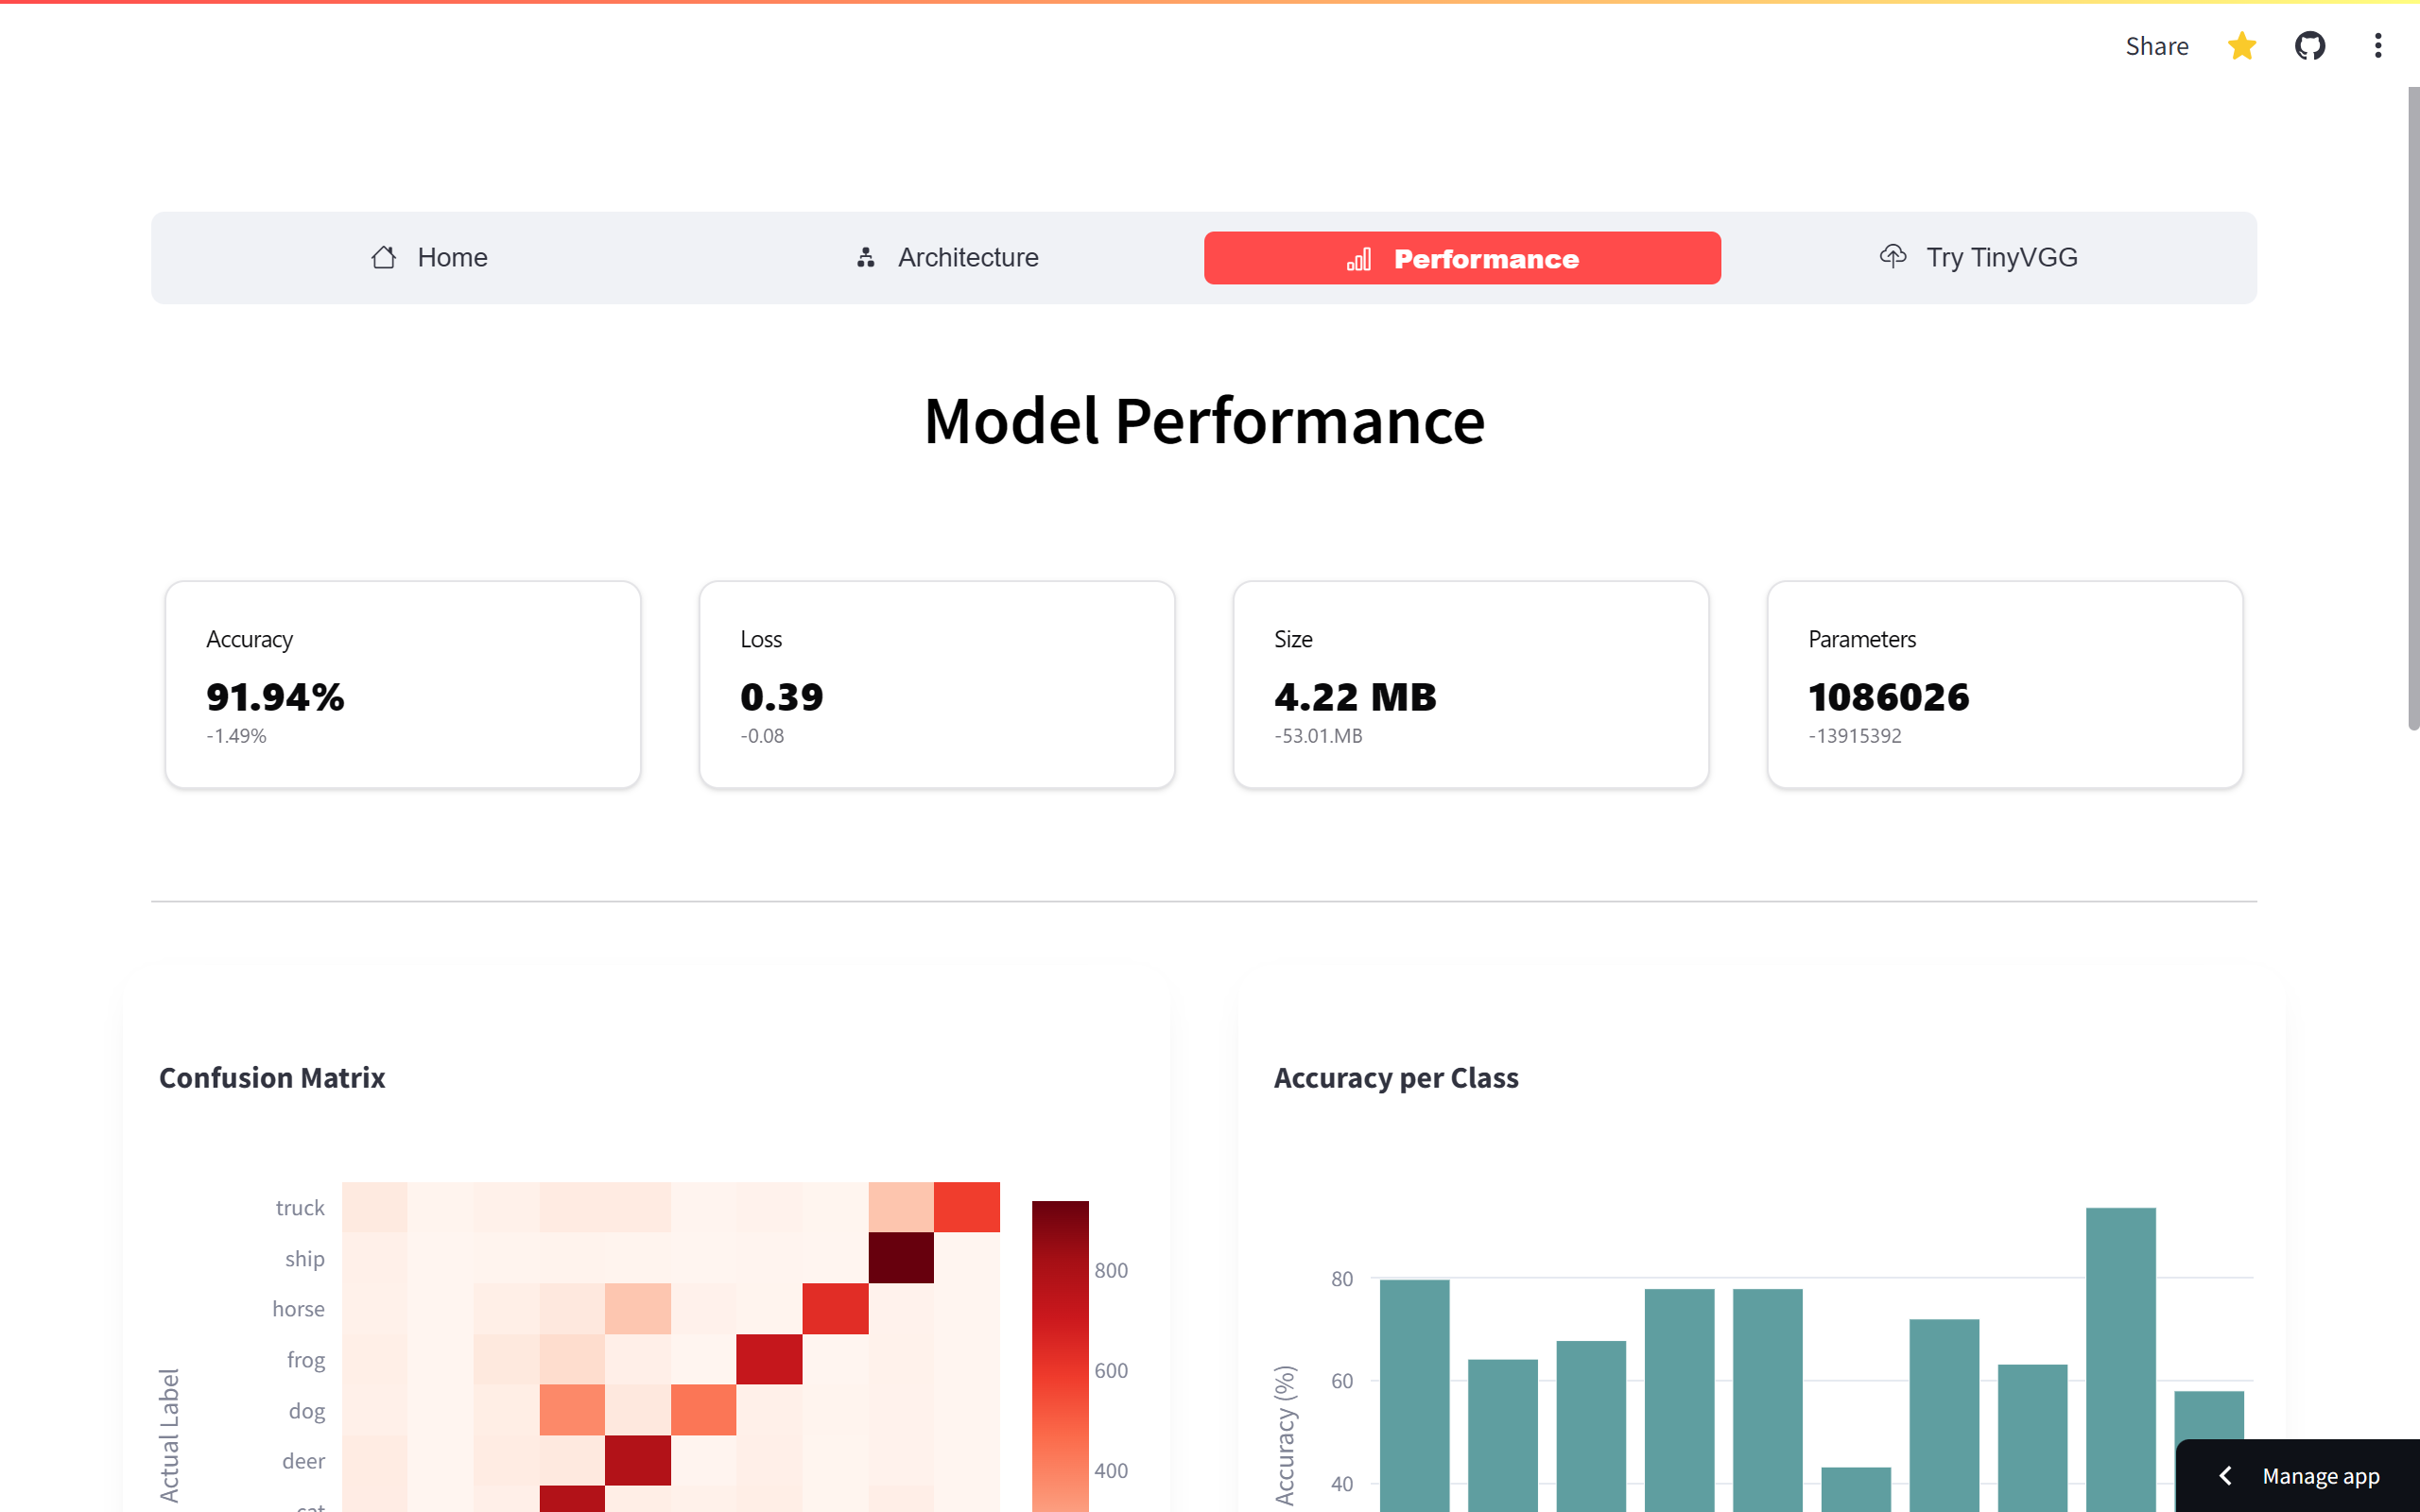 Share
Home
Architecture
Performance
Try TinyVGG
Model Performance
Accuracy
91.94%
-1.49%
Loss
0.39
-0.08
Size
4.22 MB
-53.01.MB
Parameters
1086026
-13915392
Confusion Matrix
Actual Label
truck
ship
horse
frog
dog
deer
cat
800
600
400
Accuracy per Class
Accuracy (%)
80
60
40
Manage app